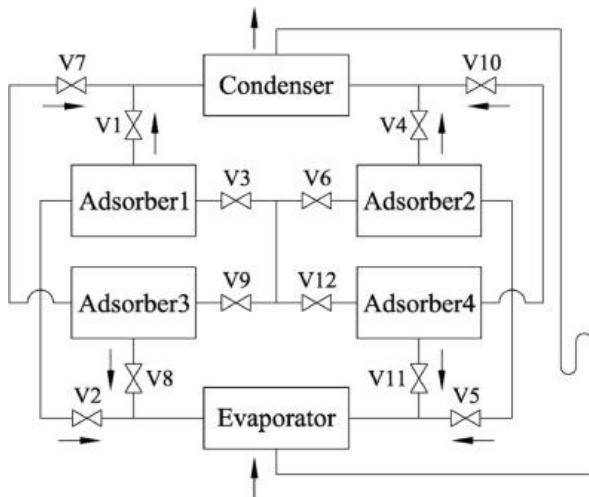 V7
Condenser
V10
V1
V4
Adsorber1
V3
V6
Adsorber2
Adsorber3
V9
V12
Adsorber4
V8
V11
V2
Evaporator
V5